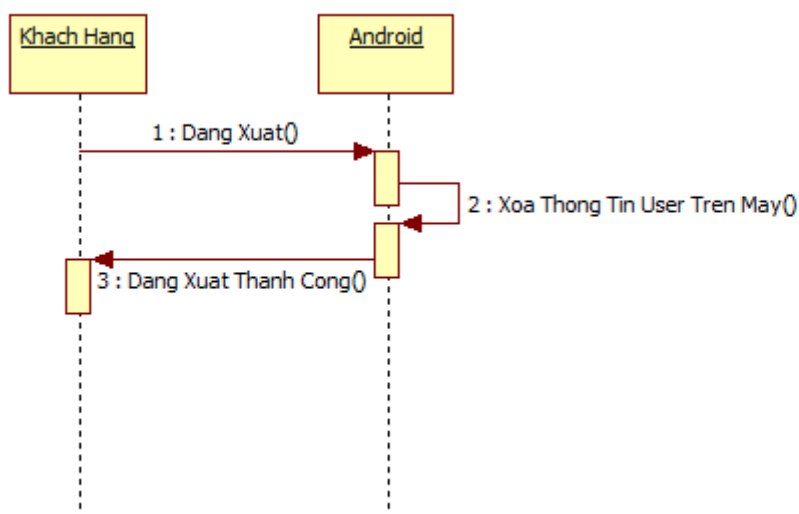 Khach Hang
Android
1 : Dang Xuat()
2 : Xoa Thong Tin User Tren May()
3 : Dang Xuat Thanh Cong()